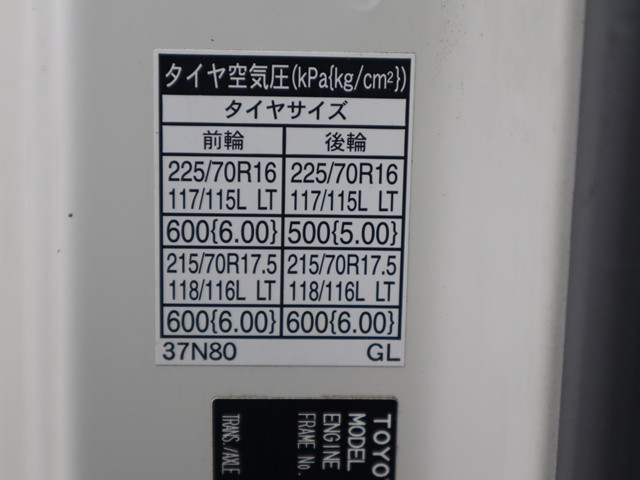 タイヤ空気圧(kPa{kg/cm²})
タイヤサイズ
前輪 後輪
225/70R16 225/70R16
117/115L LT 117/115L LT
600{6.00} 500{5.00}
215/70R17.5 215/70R17.5
118/116L LT 118/116L LT
600{6.00} 600{6.00}
37N80 GL
MODEL
ENGINE
FRAME No.
TRANS./AXLE